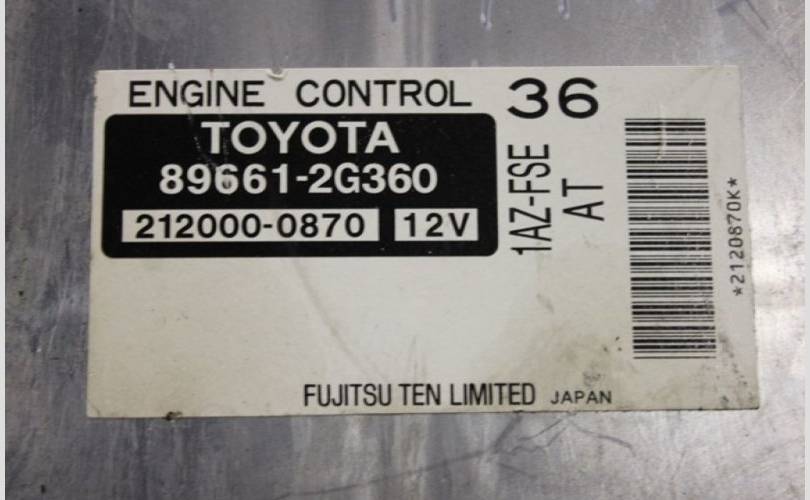 ENGINE CONTROL 36
TOYOTA
89661-2G360
212000-0870 12V
1AZ-FSE
AT
*2120870K*
FUJITSU TEN LIMITED JAPAN